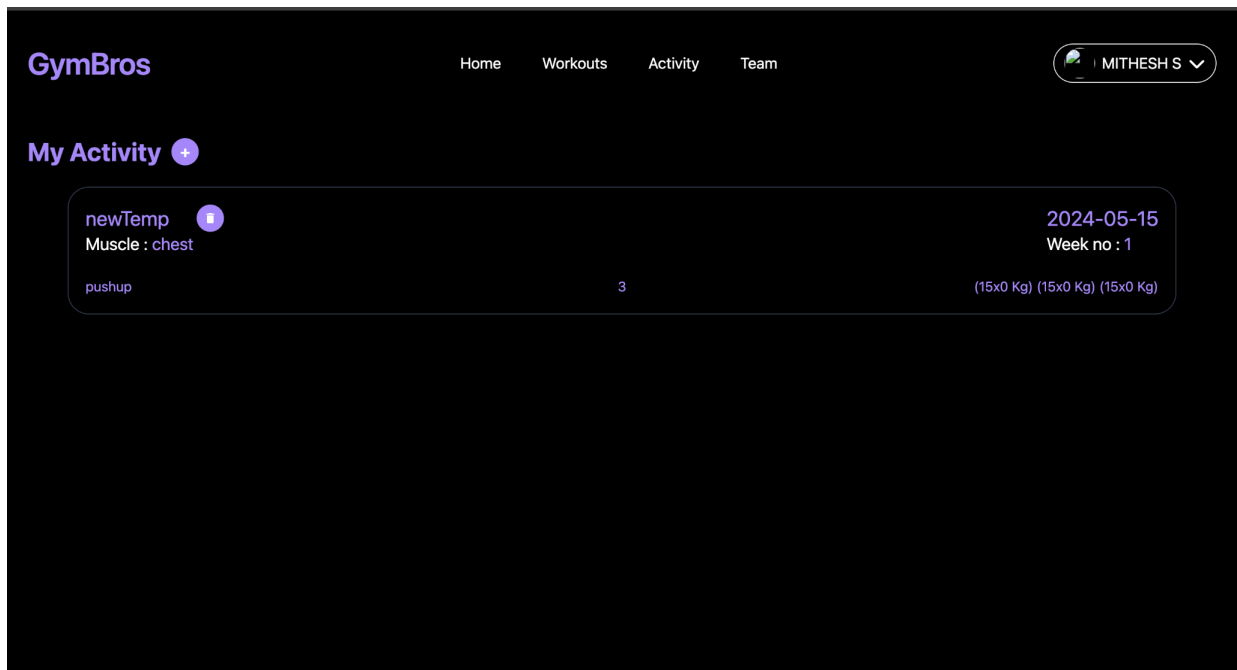 GymBros Home Workouts Activity Team MITHESH S
My Activity +
newTemp 2024-05-15
Muscle : chest Week no : 1
pushup 3 (15x0 Kg) (15x0 Kg) (15x0 Kg)